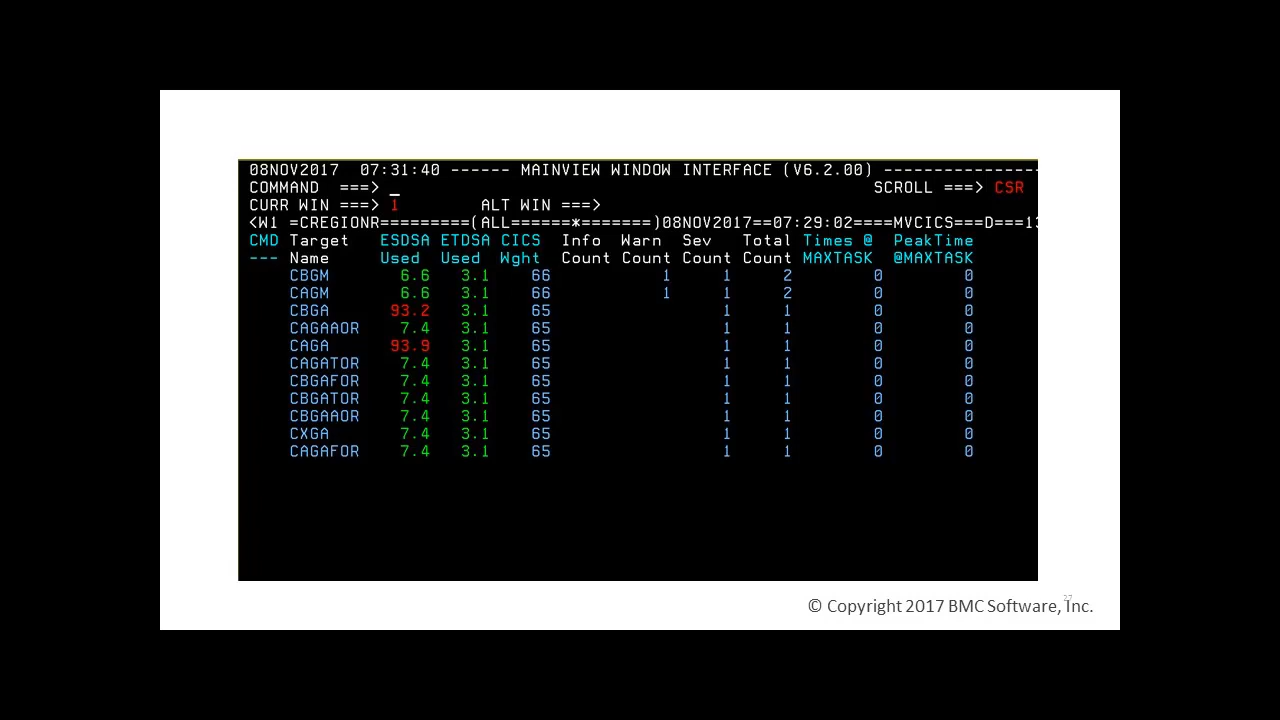 08NOV2017  07:31:40 ------ MAINVIEW WINDOW INTERFACE (V6.2.00) ----------------
COMMAND  ===> _                                               SCROLL ===> CSR
CURR WIN ===> 1        ALT WIN ===>
<W1 =CREGIONR=========(ALL======*=======)08NOV2017==07:29:02====MVCICS===D===13
CMD Target   ESDSA ETDSA CICS  Info  Warn  Sev   Total Times @  PeakTime
--- Name     Used  Used  Wght  Count Count Count Count MAXTASK  @MAXTASK
CBGM 6.6 3.1 66 1 1 2 0 0
CAGM 6.6 3.1 66 1 1 2 0 0
CBGA 93.2 3.1 65 1 1 0 0
CAGAAOR 7.4 3.1 65 1 1 0 0
CAGA 93.9 3.1 65 1 1 0 0
CAGATOR 7.4 3.1 65 1 1 0 0
CBGAFOR 7.4 3.1 65 1 1 0 0
CBGATOR 7.4 3.1 65 1 1 0 0
CBGAAOR 7.4 3.1 65 1 1 0 0
CXGA 7.4 3.1 65 1 1 0 0
CAGAFOR 7.4 3.1 65 1 1 0 0
27
© Copyright 2017 BMC Software, Inc.